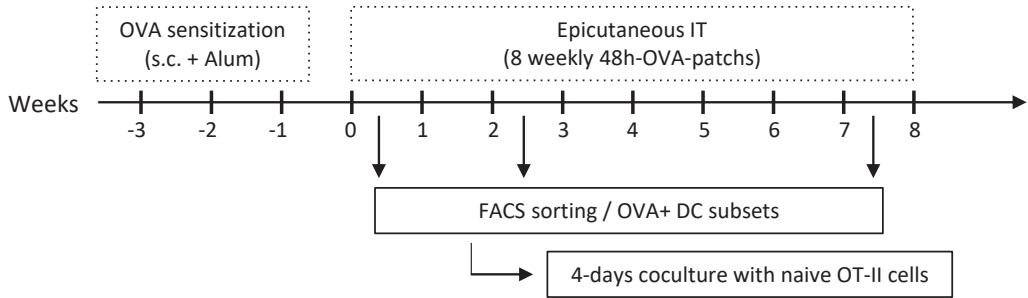 OVA sensitization
(s.c. + Alum)
Epicutaneous IT
(8 weekly 48h-OVA-patchs)
Weeks
-3 -2 -1 0 1 2 3 4 5 6 7 8
FACS sorting / OVA+ DC subsets
4-days coculture with naive OT-II cells